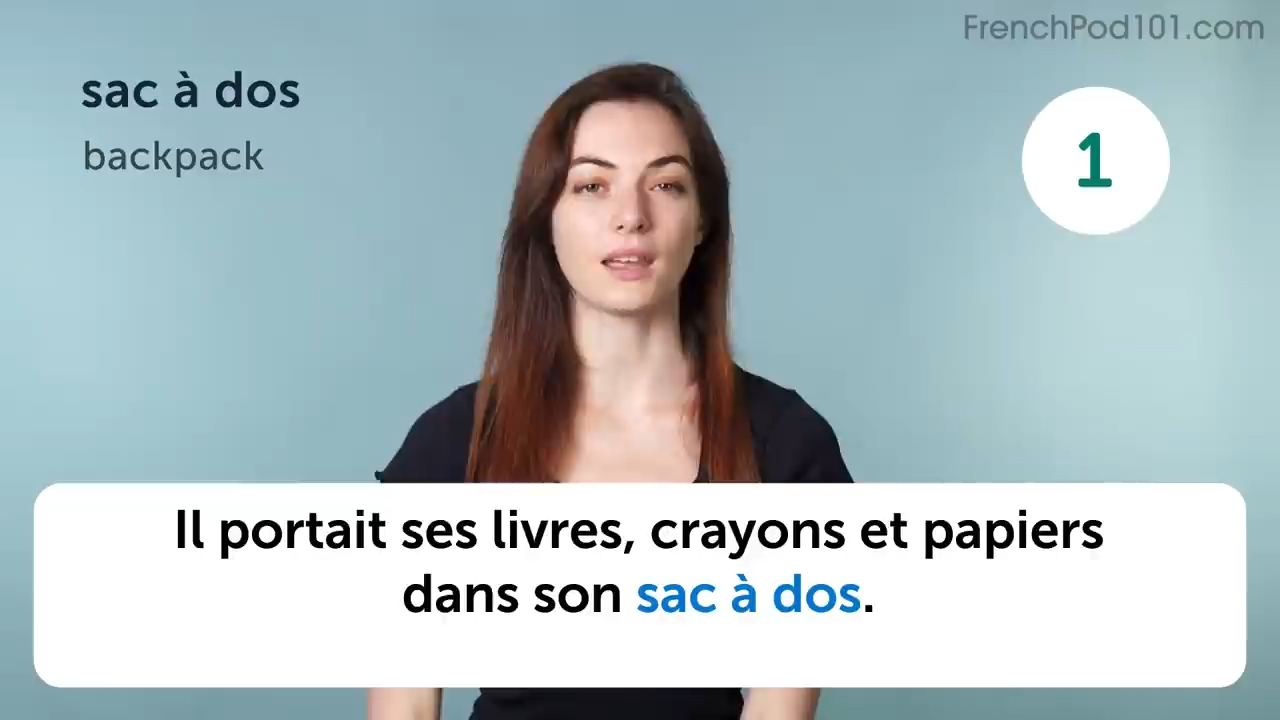 FrenchPod101.com
sac à dos
backpack
1
Il portait ses livres, crayons et papiers
dans son sac à dos.